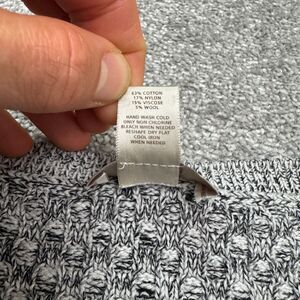 63% COTTON
17% NYLON
15% VISCOSE
5% WOOL
HAND WASH COLD
ONLY NON CHLORINE
BLEACH WHEN NEEDED
RESHAPE DRY FLAT
COOL IRON
WHEN NEEDED